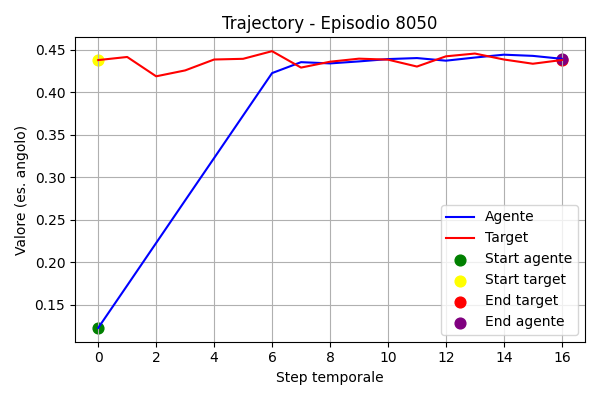 Trajectory - Episodio 8050
Valore (es. angolo)
0.45
0.40
0.35
0.30
0.25
0.20
0.15
0 2 4 6 8 10 12 14 16
Step temporale
Agente
Target
Start agente
Start target
End target
End agente